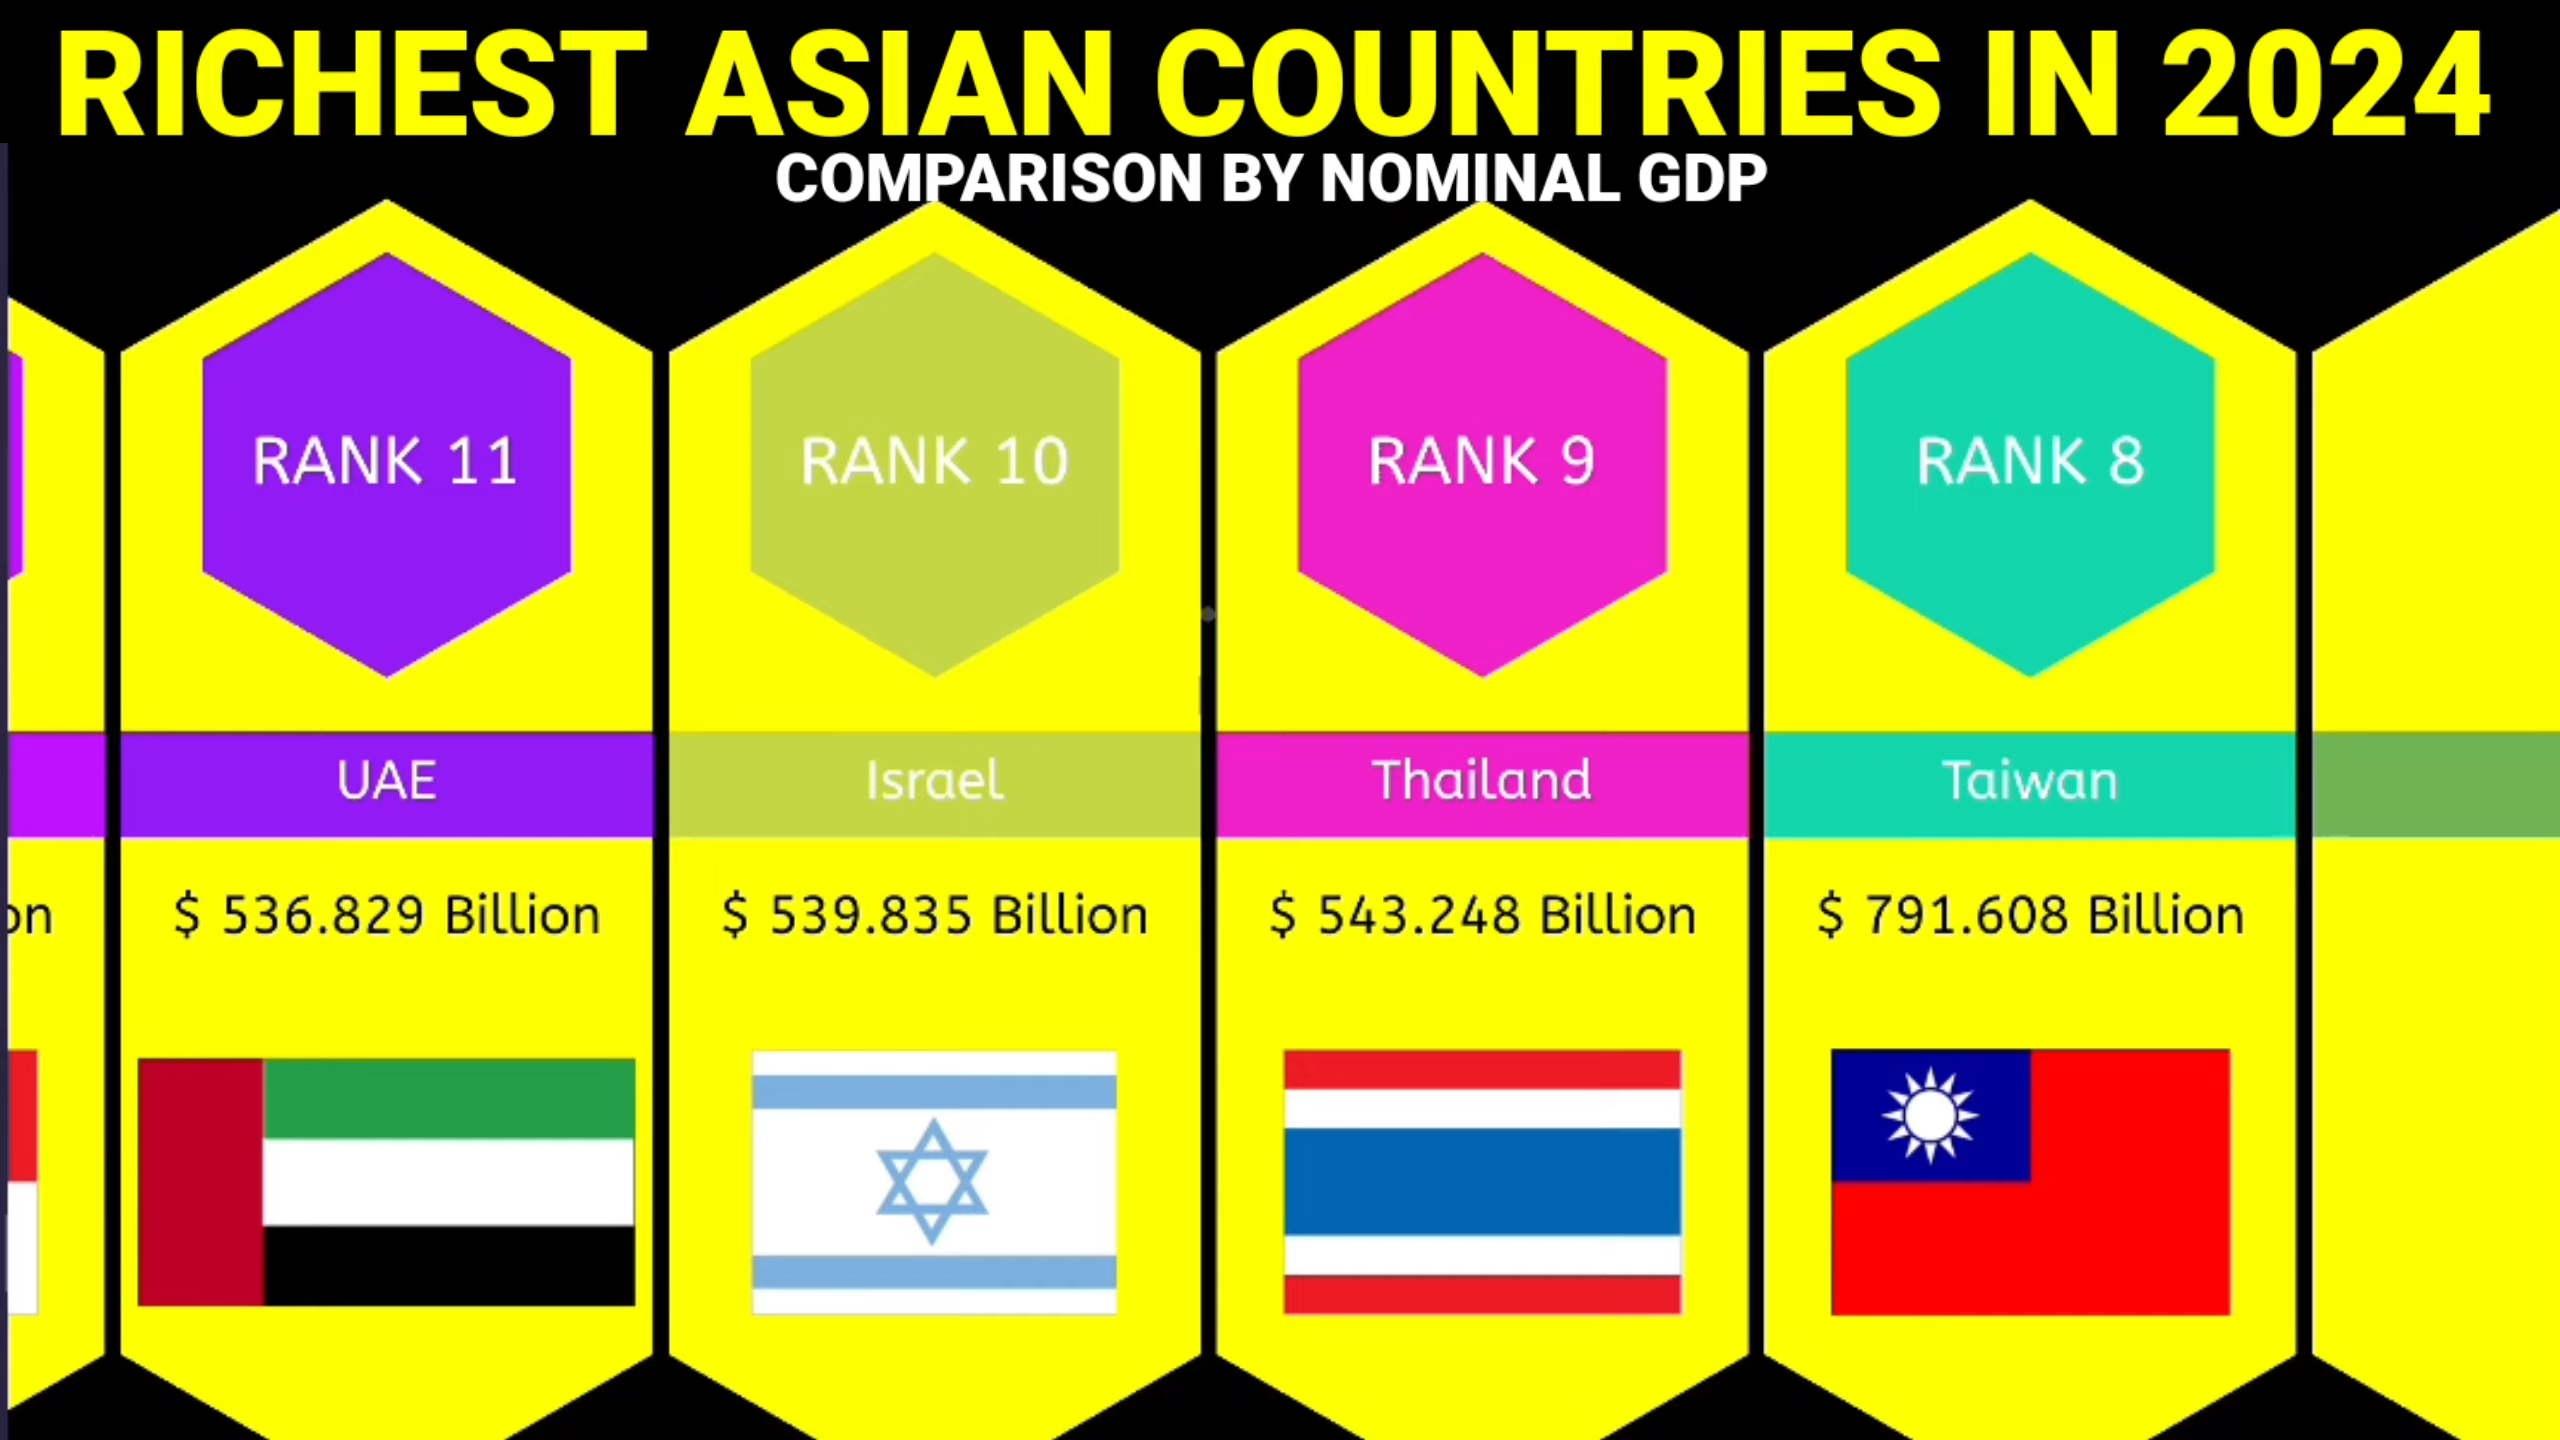 RICHEST ASIAN COUNTRIES IN 2024
COMPARISON BY NOMINAL GDP
RANK 11
RANK 10
RANK 9
RANK 8
UAE
Israel
Thailand
Taiwan
on
$ 536.829 Billion
$ 539.835 Billion
$ 543.248 Billion
$ 791.608 Billion